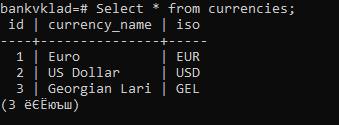 bankvklad=# Select * from currencies;
id | currency_name | iso
----+---------------+-----
1 | Euro | EUR
2 | US Dollar | USD
3 | Georgian Lari | GEL
(3 ёЄЁюъш)